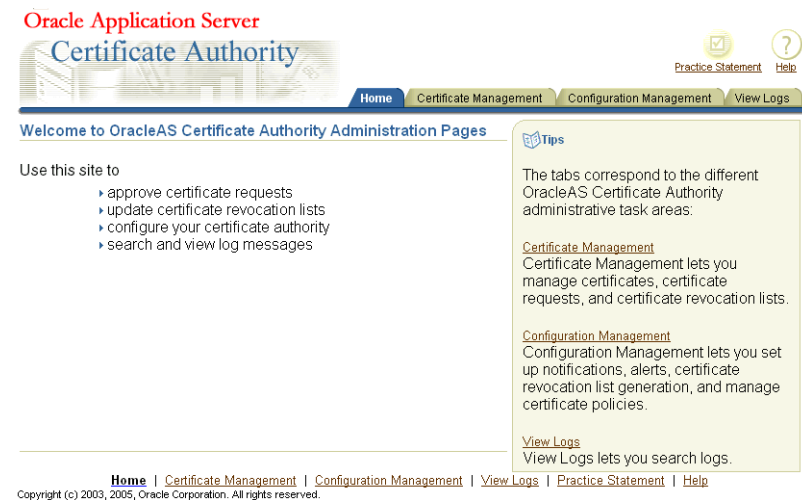 Oracle Application Server
Certificate Authority
Practice Statement
Help
Home
Certificate Management
Configuration Management
View Logs
Welcome to OracleAS Certificate Authority Administration Pages
Use this site to
approve certificate requests
update certificate revocation lists
configure your certificate authority
search and view log messages
Tips
The tabs correspond to the different
OracleAS Certificate Authority
administrative task areas:
Certificate Management
Certificate Management lets you
manage certificates, certificate
requests, and certificate revocation lists.
Configuration Management
Configuration Management lets you set
up notifications, alerts, certificate
revocation list generation, and manage
certificate policies.
View Logs
View Logs lets you search logs.
Home | Certificate Management | Configuration Management | View Logs | Practice Statement | Help
Copyright (c) 2003, 2005, Oracle Corporation. All rights reserved.